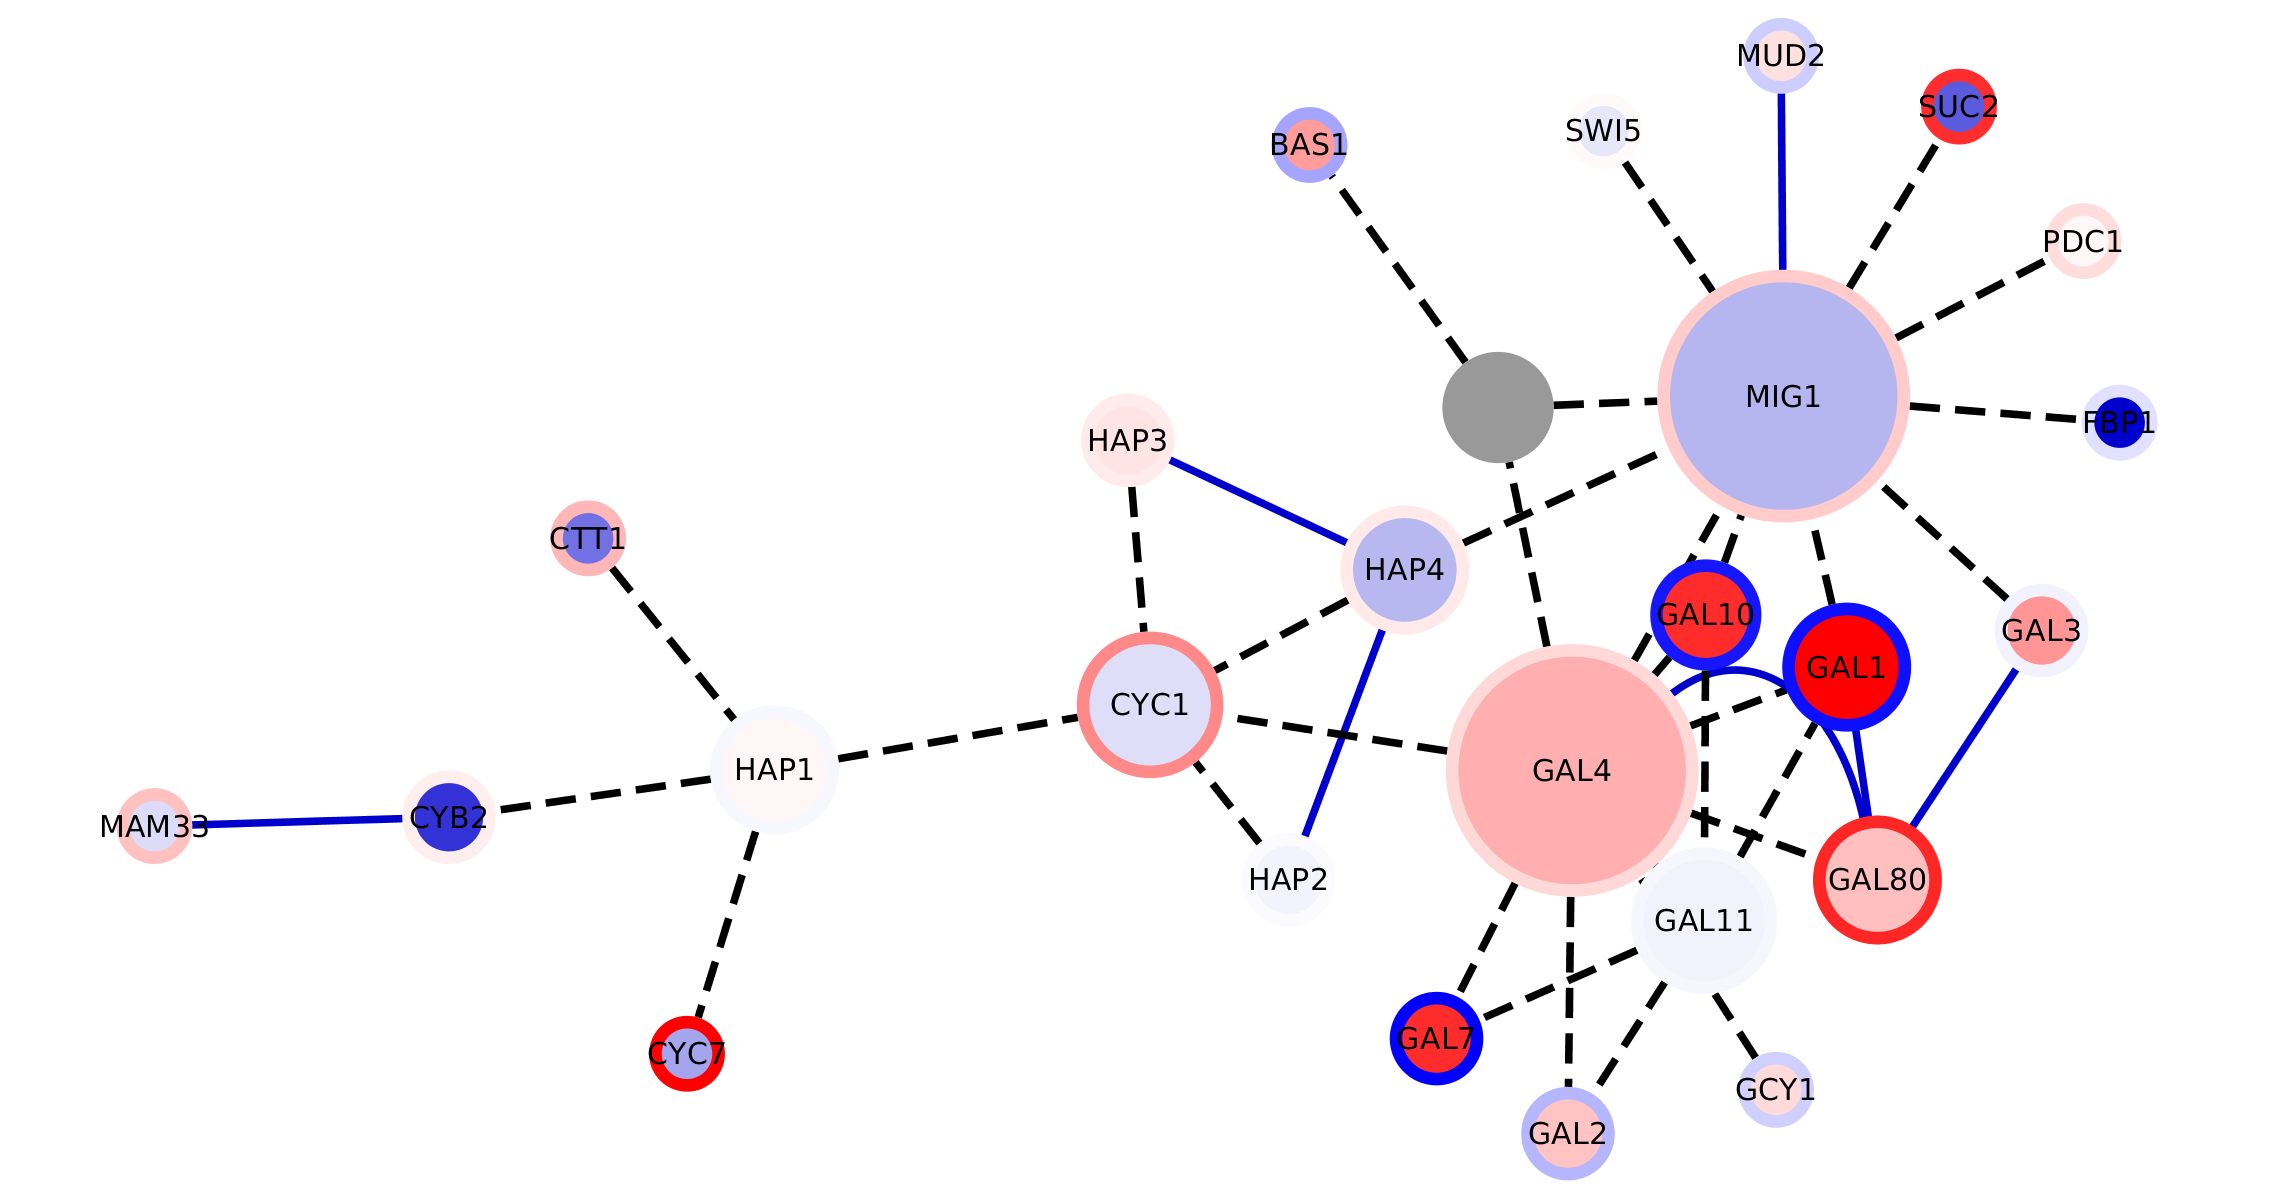 MUD2
SUC2
SWI5
BAS1
PDC1
MIG1
FBP1
HAP3
CTT1
HAP4
GAL10
GAL3
GAL1
CYC1
HAP1
GAL4
CYB2
MAM33
HAP2
GAL80
GAL11
GAL7
CYC7
GCY1
GAL2